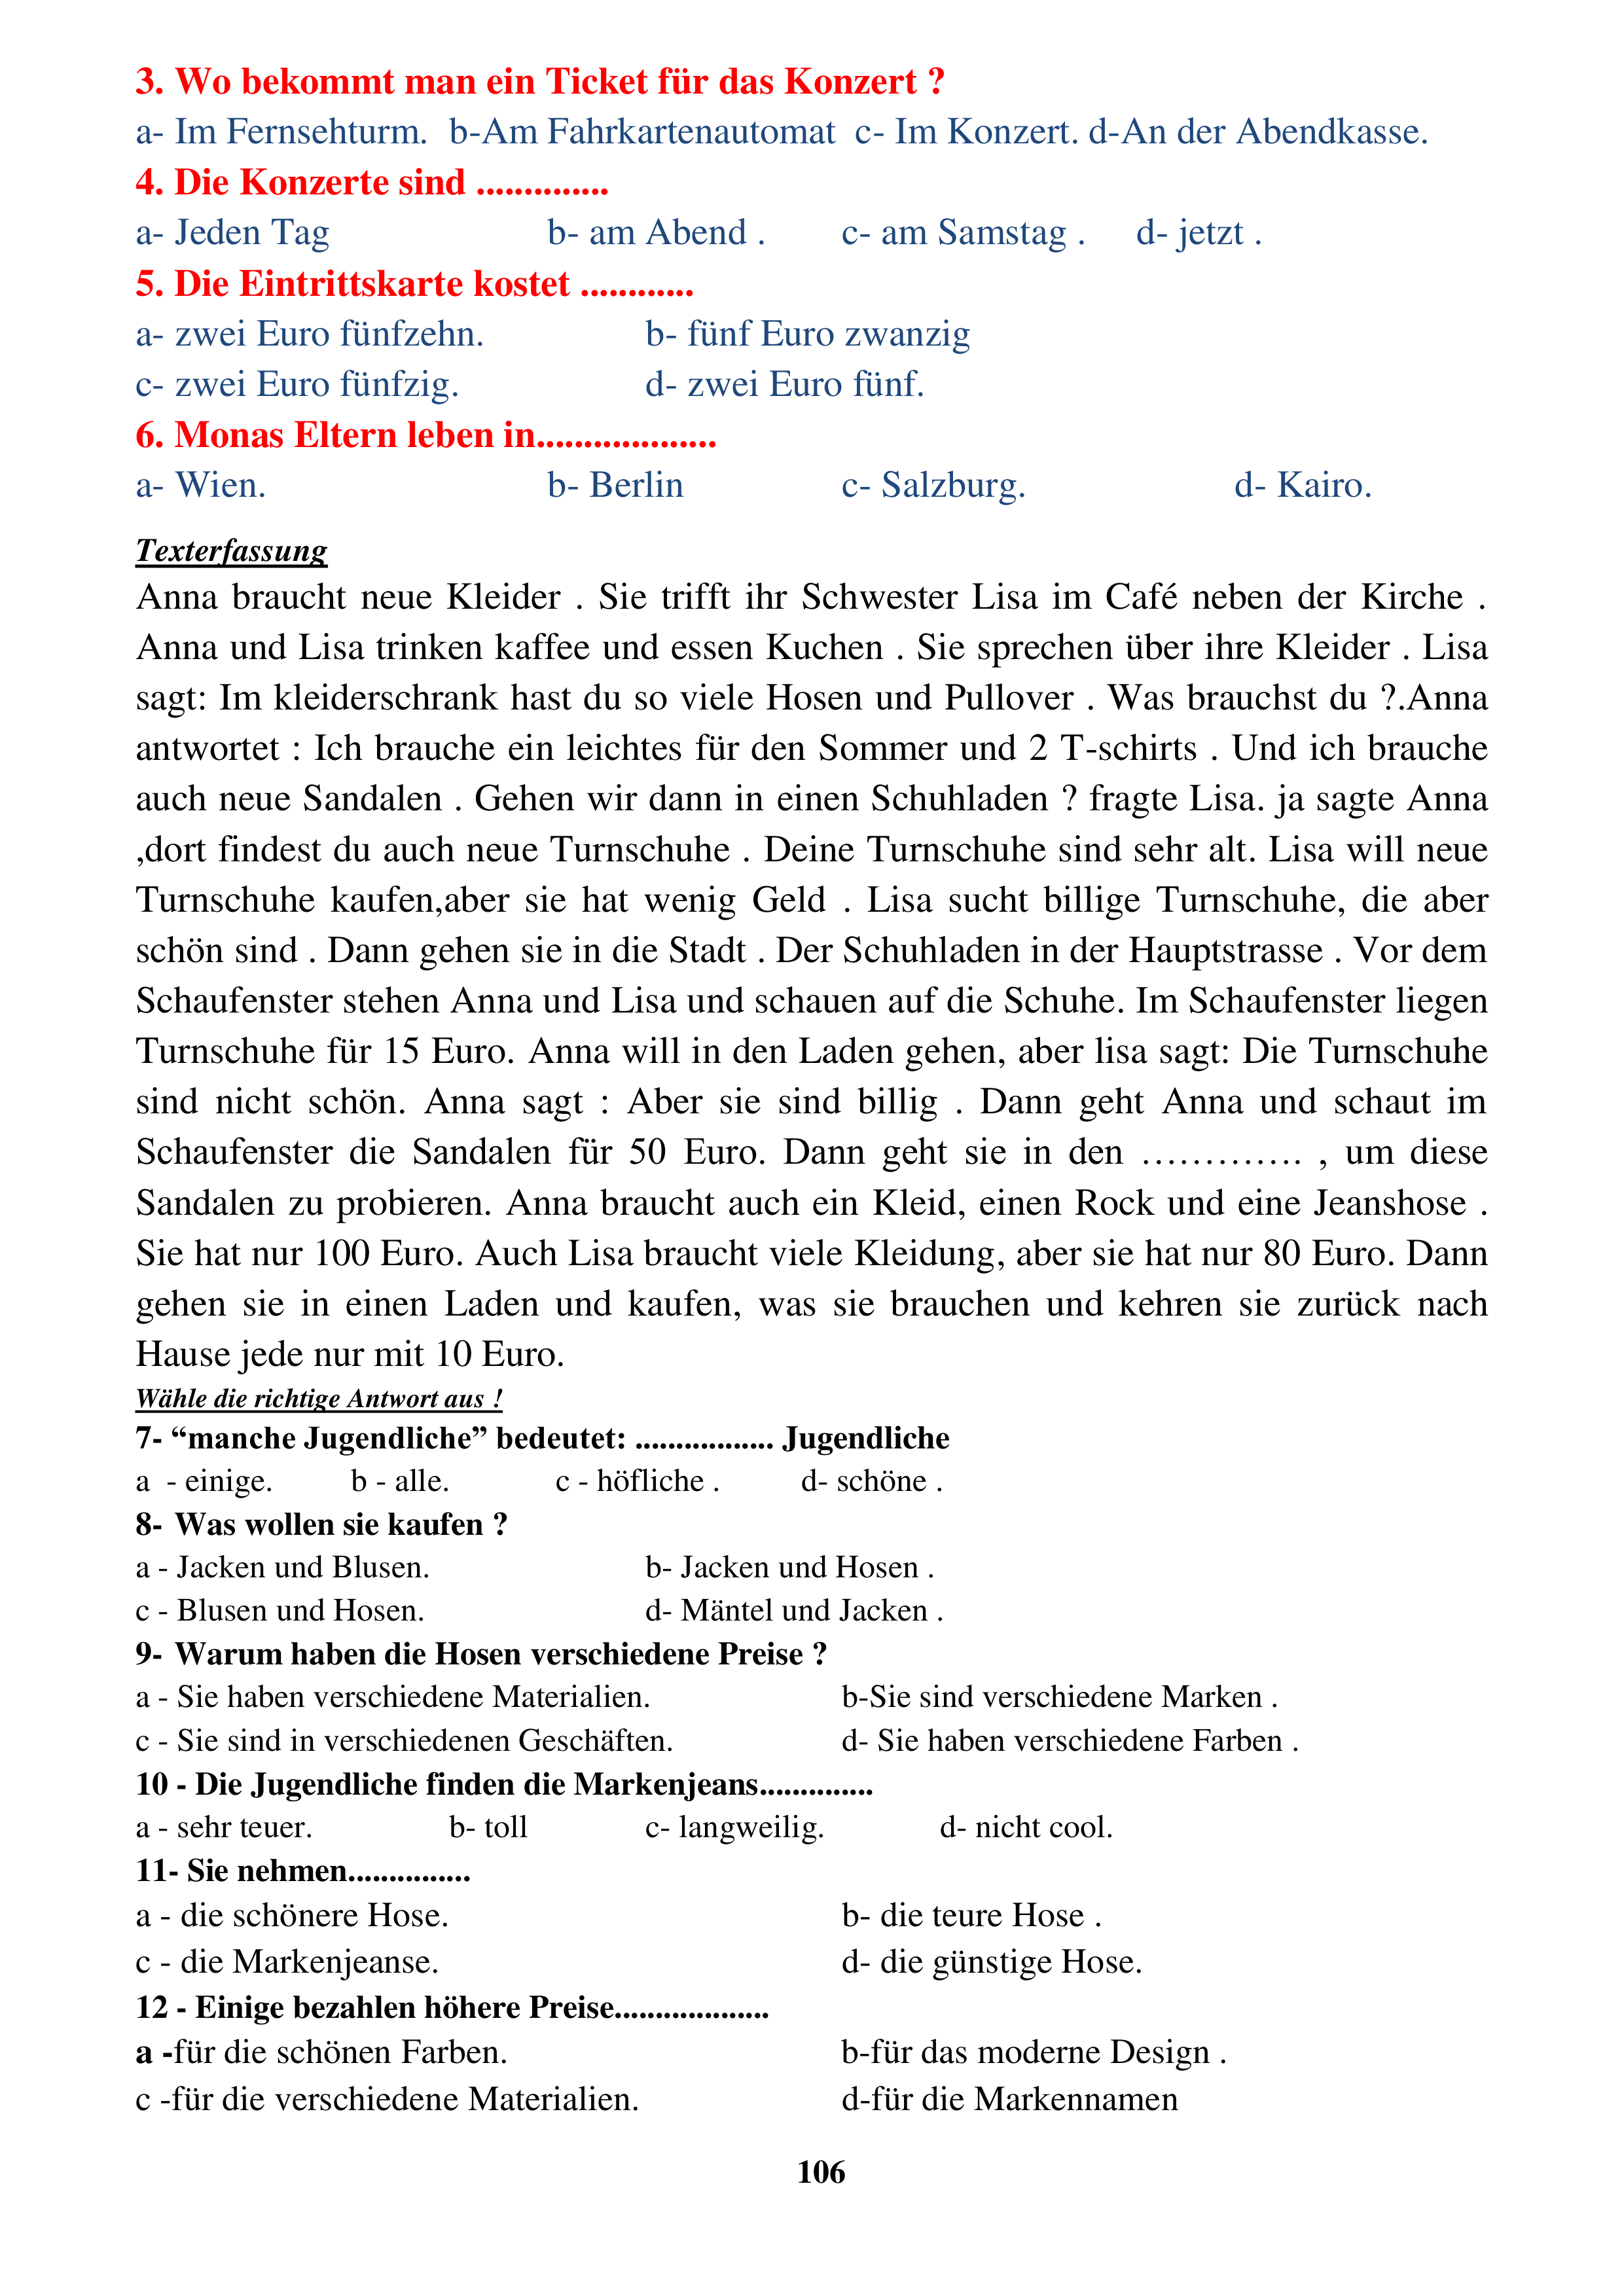 3. Wo bekommt man ein Ticket für das Konzert ?
a- Im Fernsehturm.  b-Am Fahrkartenautomat  c- Im Konzert. d-An der Abendkasse.
4. Die Konzerte sind ..............
a- Jeden Tag  b- am Abend .  c- am Samstag .  d- jetzt .
5. Die Eintrittskarte kostet ............
a- zwei Euro fünfzehn.  b- fünf Euro zwanzig
c- zwei Euro fünfzig.  d- zwei Euro fünf.
6. Monas Eltern leben in...................
a- Wien.  b- Berlin  c- Salzburg.  d- Kairo.
Texterfassung
Anna braucht neue Kleider . Sie trifft ihr Schwester Lisa im Café neben der Kirche .
Anna und Lisa trinken kaffee und essen Kuchen . Sie sprechen über ihre Kleider . Lisa
sagt: Im kleiderschrank hast du so viele Hosen und Pullover . Was brauchst du ?.Anna
antwortet : Ich brauche ein leichtes für den Sommer und 2 T-schirts . Und ich brauche
auch neue Sandalen . Gehen wir dann in einen Schuhladen ? fragte Lisa. ja sagte Anna
,dort findest du auch neue Turnschuhe . Deine Turnschuhe sind sehr alt. Lisa will neue
Turnschuhe kaufen,aber sie hat wenig Geld . Lisa sucht billige Turnschuhe, die aber
schön sind . Dann gehen sie in die Stadt . Der Schuhladen in der Hauptstrasse . Vor dem
Schaufenster stehen Anna und Lisa und schauen auf die Schuhe. Im Schaufenster liegen
Turnschuhe für 15 Euro. Anna will in den Laden gehen, aber lisa sagt: Die Turnschuhe
sind nicht schön. Anna sagt : Aber sie sind billig . Dann geht Anna und schaut im
Schaufenster die Sandalen für 50 Euro. Dann geht sie in den …………. , um diese
Sandalen zu probieren. Anna braucht auch ein Kleid, einen Rock und eine Jeanshose .
Sie hat nur 100 Euro. Auch Lisa braucht viele Kleidung, aber sie hat nur 80 Euro. Dann
gehen sie in einen Laden und kaufen, was sie brauchen und kehren sie zurück nach
Hause jede nur mit 10 Euro.
Wähle die richtige Antwort aus !
7- “manche Jugendliche” bedeutet: ................. Jugendliche
a  - einige.  b - alle.  c - höfliche .  d- schöne .
8- Was wollen sie kaufen ?
a - Jacken und Blusen.  b- Jacken und Hosen .
c - Blusen und Hosen.  d- Mäntel und Jacken .
9- Warum haben die Hosen verschiedene Preise ?
a - Sie haben verschiedene Materialien.  b-Sie sind verschiedene Marken .
c - Sie sind in verschiedenen Geschäften.  d- Sie haben verschiedene Farben .
10 - Die Jugendliche finden die Markenjeans..............
a - sehr teuer.  b- toll  c- langweilig.  d- nicht cool.
11- Sie nehmen...............
a - die schönere Hose.  b- die teure Hose .
c - die Markenjeanse.  d- die günstige Hose.
12 - Einige bezahlen höhere Preise...................
a -für die schönen Farben.  b-für das moderne Design .
c -für die verschiedene Materialien.  d-für die Markennamen
106